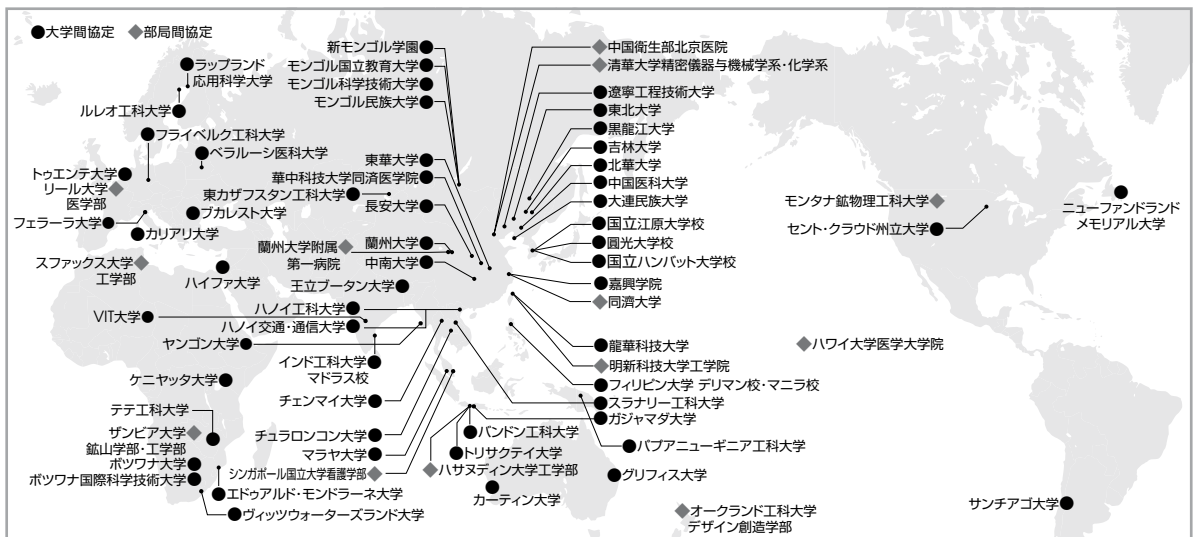 ●大学間協定 ◆部局間協定
ラップランド
応用科学大学
ルレオ工科大学
フライベルク工科大学
ベラルーシ医科大学
トゥエンテ大学
リール大学
医学部
フェラーラ大学
カリアリ大学
ブカレスト大学
スファックス大学
工学部
ハイファ大学
VIT大学
ヤンゴン大学
ケニヤッタ大学
テテ工科大学
ザンビア大学
鉱山学部・工学部
ボツワナ大学
ボツワナ国際科学技術大学
エドゥアルド・モンドラーネ大学
ヴィッツウォーターズランド大学
新モンゴル学園
モンゴル国立教育大学
モンゴル科学技術大学
モンゴル民族大学
東華大学
華中科技大学同済医学院
東カザフスタン工科大学
長安大学
蘭州大学
蘭州大学附属
第一病院
中南大学
王立ブータン大学
ハノイ工科大学
ハノイ交通・通信大学
インド工科大学
マドラス校
チェンマイ大学
チュラロンコン大学
マラヤ大学
シンガポール国立大学看護学部
バンドン工科大学
トリサクティ大学
ハサヌディン大学工学部
カーティン大学
中国衛生部北京医院
清華大学精密儀器与機械学系・化学系
遼寧工程技術大学
東北大学
黒龍江大学
吉林大学
北華大学
中国医科大学
大連民族大学
国立江原大学校
圓光大学校
国立ハンバット大学校
嘉興学院
同濟大学
龍華科技大学
明新科技大学工学院
フィリピン大学 デリマン校・マニラ校
スラナリー工科大学
ガジャマダ大学
パプアニューギニア工科大学
グリフィス大学
オークランド工科大学
デザイン創造学部
ハワイ大学医学大学院
モンタナ鉱物理工科大学
セント・クラウド州立大学
ニューファンドランド
メモリアル大学
サンチアゴ大学